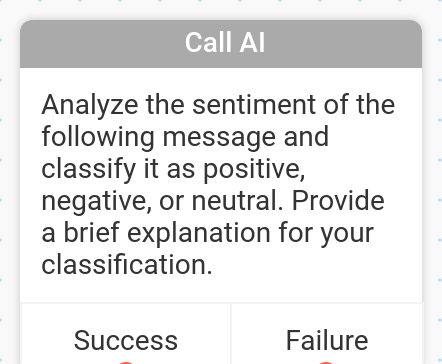 Call AI
Analyze the sentiment of the
following message and
classify it as positive,
negative, or neutral. Provide
a brief explanation for your
classification.
Success
Failure